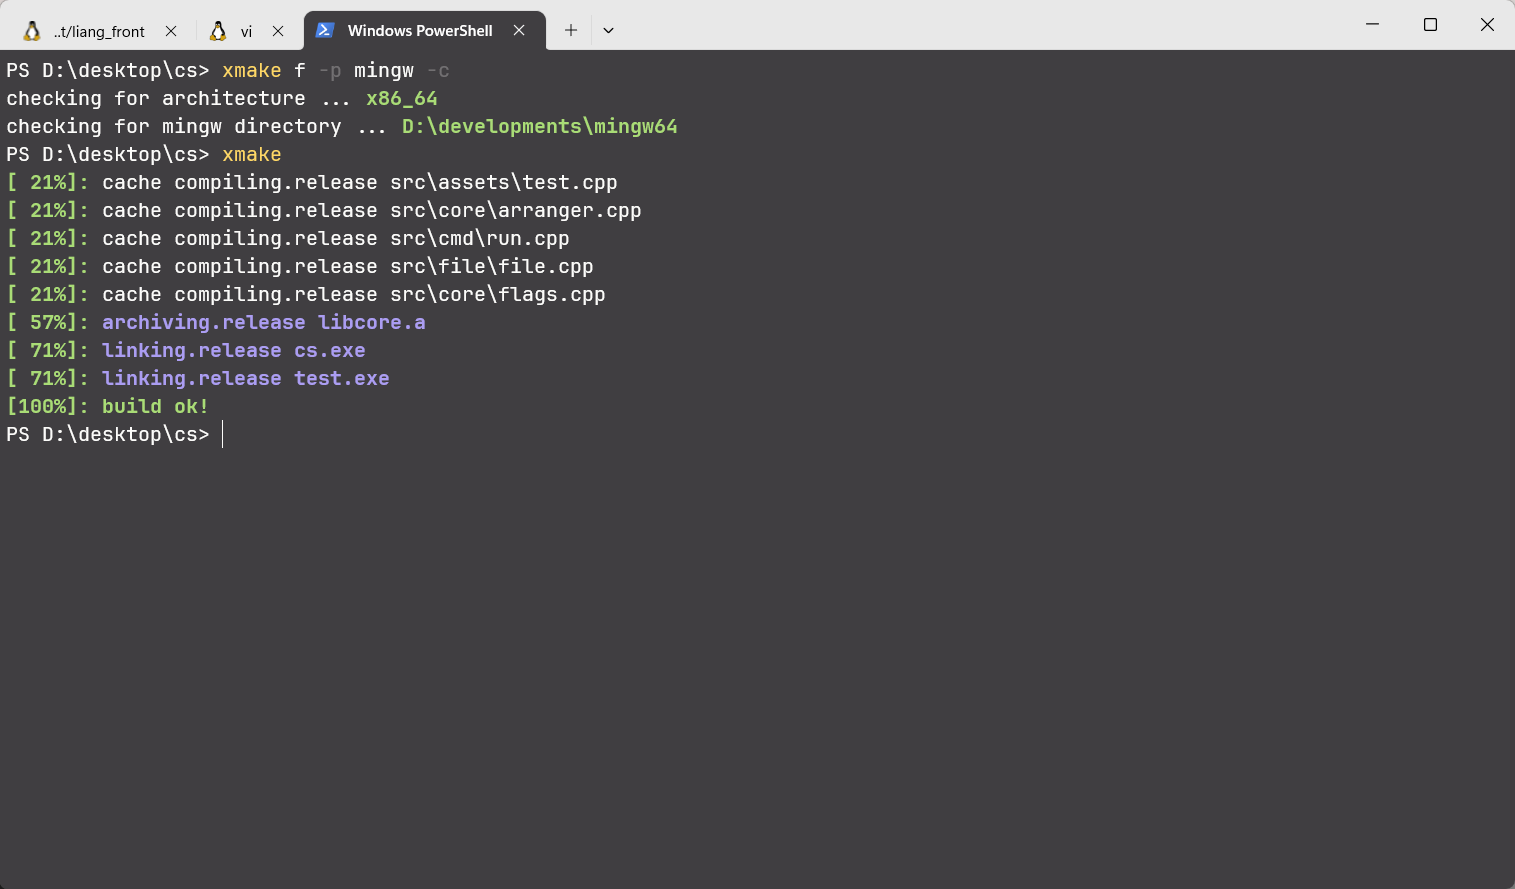 ..t/liang_front
vi
Windows PowerShell
PS D:\desktop\cs> xmake f -p mingw -c
checking for architecture ... x86_64
checking for mingw directory ... D:\developments\mingw64
PS D:\desktop\cs> xmake
[ 21%]: cache compiling.release src\assets\test.cpp
[ 21%]: cache compiling.release src\core\arranger.cpp
[ 21%]: cache compiling.release src\cmd\run.cpp
[ 21%]: cache compiling.release src\file\file.cpp
[ 21%]: cache compiling.release src\core\flags.cpp
[ 57%]: archiving.release libcore.a
[ 71%]: linking.release cs.exe
[ 71%]: linking.release test.exe
[100%]: build ok!
PS D:\desktop\cs>